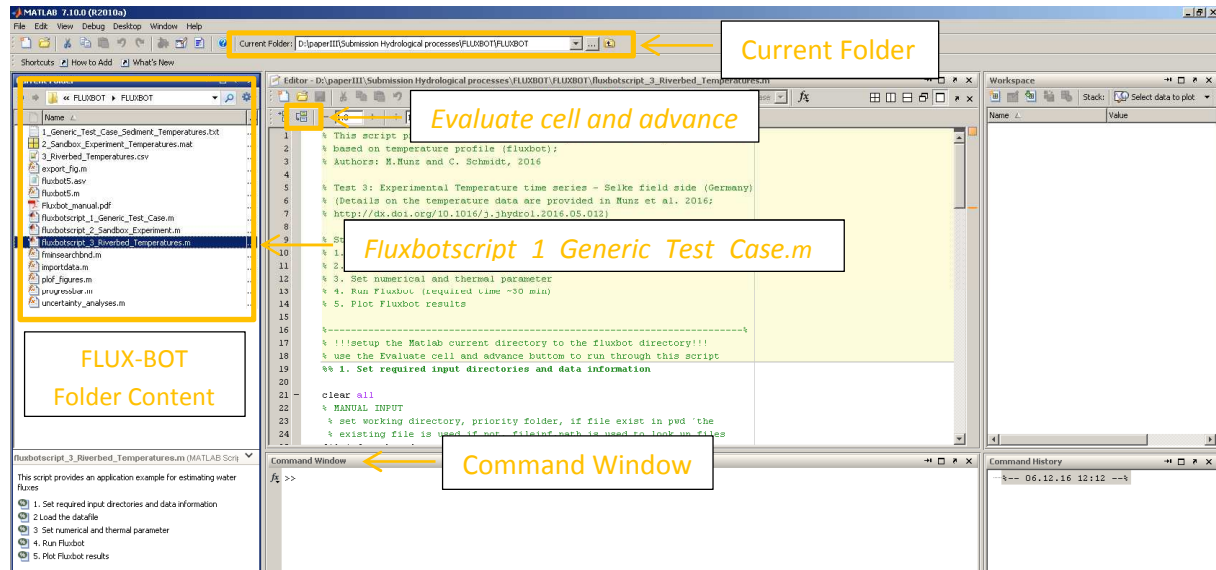 MATLAB 7.10.0 (R2010a)
File Edit View Debug Desktop Window Help
Current Folder: D:\paperIII\Submission Hydrological processes\FLUXBOT\FLUXBOT
Current Folder
Shortcuts How to Add What's New
Current Folder
« FLUXBOT ▸ FLUXBOT
Name
1_Generic_Test_Case_Sediment_Temperatures.txt
2_Sandbox_Experiment_Temperatures.mat
3_Riverbed_Temperatures.csv
export_fig.m
fluxbot5.asv
fluxbot5.m
Fluxbot_manual.pdf
fluxbotscript_1_Generic_Test_Case.m
fluxbotscript_2_Sandbox_Experiment.m
fluxbotscript_3_Riverbed_Temperatures.m
fminsearchbnd.m
importdata.m
plof_figures.m
progressbar.m
uncertainty_analyses.m
FLUX-BOT
Folder Content
fluxbotscript_3_Riverbed_Temperatures.m (MATLAB Scrip
This script provides an application example for estimating water
fluxes
1. Set required input directories and data information
2 Load the datafile
3 Set numerical and thermal parameter
4. Run Fluxbot
5. Plot Fluxbot results
Editor - D:\paperIII\Submission Hydrological processes\FLUXBOT\FLUXBOT\fluxbotscript_3_Riverbed_Temperatures.m
fx
Evaluate cell and advance
1 % This script p
2 % based on temperature profile (fluxbot);
3 % Authors: M.Munz and C. Schmidt, 2016
4
5 % Test 3: Experimental Temperature time series - Selke field side (Germany)
6 % (Details on the temperature data are provided in Munz et al. 2016;
7 % http://dx.doi.org/10.1016/j.jhydrol.2016.05.012)
8
9 % St
Fluxbotscript 1 Generic Test Case.m
10 % 1.
11 % 2.
12 % 3. Set numerical and thermal parameter
13 % 4. Run Fluxbot (required time ~30 min)
14 % 5. Plot Fluxbot results
15
16 %-----------------------------------------------------------------------%
17 % !!!setup the Matlab current directory to the fluxbot directory!!!
18 % use the Evaluate cell and advance buttom to run through this script
19 %% 1. Set required input directories and data information
20
21 - clear all
22 % MANUAL INPUT
23 % set working directory, priority folder, if file exist in pwd `the
24 % existing file is used if not, fileinf.path is used to look up files
Command Window
Command Window
fx >>
Workspace
Stack: Select data to plot
Name Value
Command History
%-- 06.12.16 12:12 --%